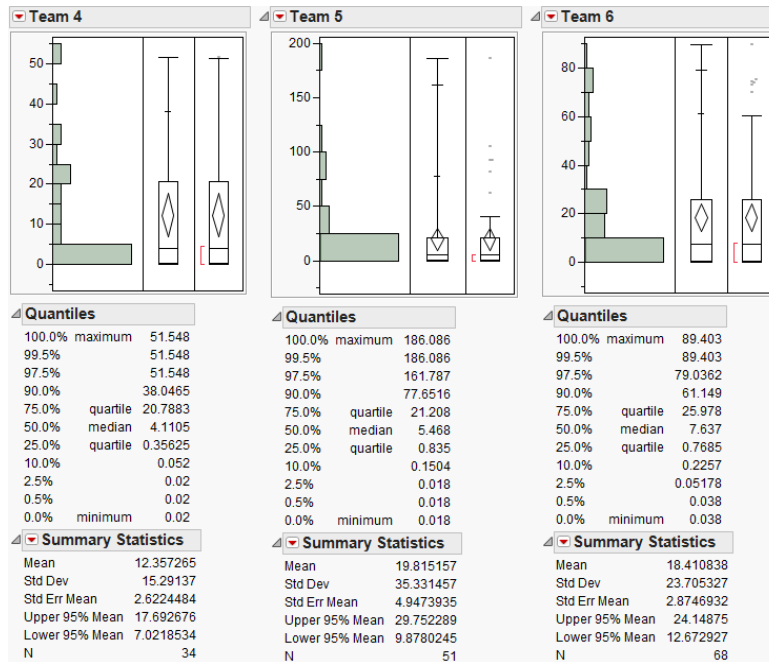 Team 4
50
40
30
20
10
0
Quantiles
100.0% maximum 51.548
99.5% 51.548
97.5% 51.548
90.0% 38.0465
75.0% quartile 20.7883
50.0% median 4.1105
25.0% quartile 0.35625
10.0% 0.052
2.5% 0.02
0.5% 0.02
0.0% minimum 0.02
Summary Statistics
Mean 12.357265
Std Dev 15.29137
Std Err Mean 2.6224484
Upper 95% Mean 17.692676
Lower 95% Mean 7.0218534
N 34
Team 5
200
150
100
50
0
Quantiles
100.0% maximum 186.086
99.5% 186.086
97.5% 161.787
90.0% 77.6516
75.0% quartile 21.208
50.0% median 5.468
25.0% quartile 0.835
10.0% 0.1504
2.5% 0.018
0.5% 0.018
0.0% minimum 0.018
Summary Statistics
Mean 19.815157
Std Dev 35.331457
Std Err Mean 4.9473935
Upper 95% Mean 29.752289
Lower 95% Mean 9.8780245
N 51
Team 6
80
60
40
20
0
Quantiles
100.0% maximum 89.403
99.5% 89.403
97.5% 79.0362
90.0% 61.149
75.0% quartile 25.978
50.0% median 7.637
25.0% quartile 0.7685
10.0% 0.2257
2.5% 0.05178
0.5% 0.038
0.0% minimum 0.038
Summary Statistics
Mean 18.410838
Std Dev 23.705327
Std Err Mean 2.8746932
Upper 95% Mean 24.14875
Lower 95% Mean 12.672927
N 68